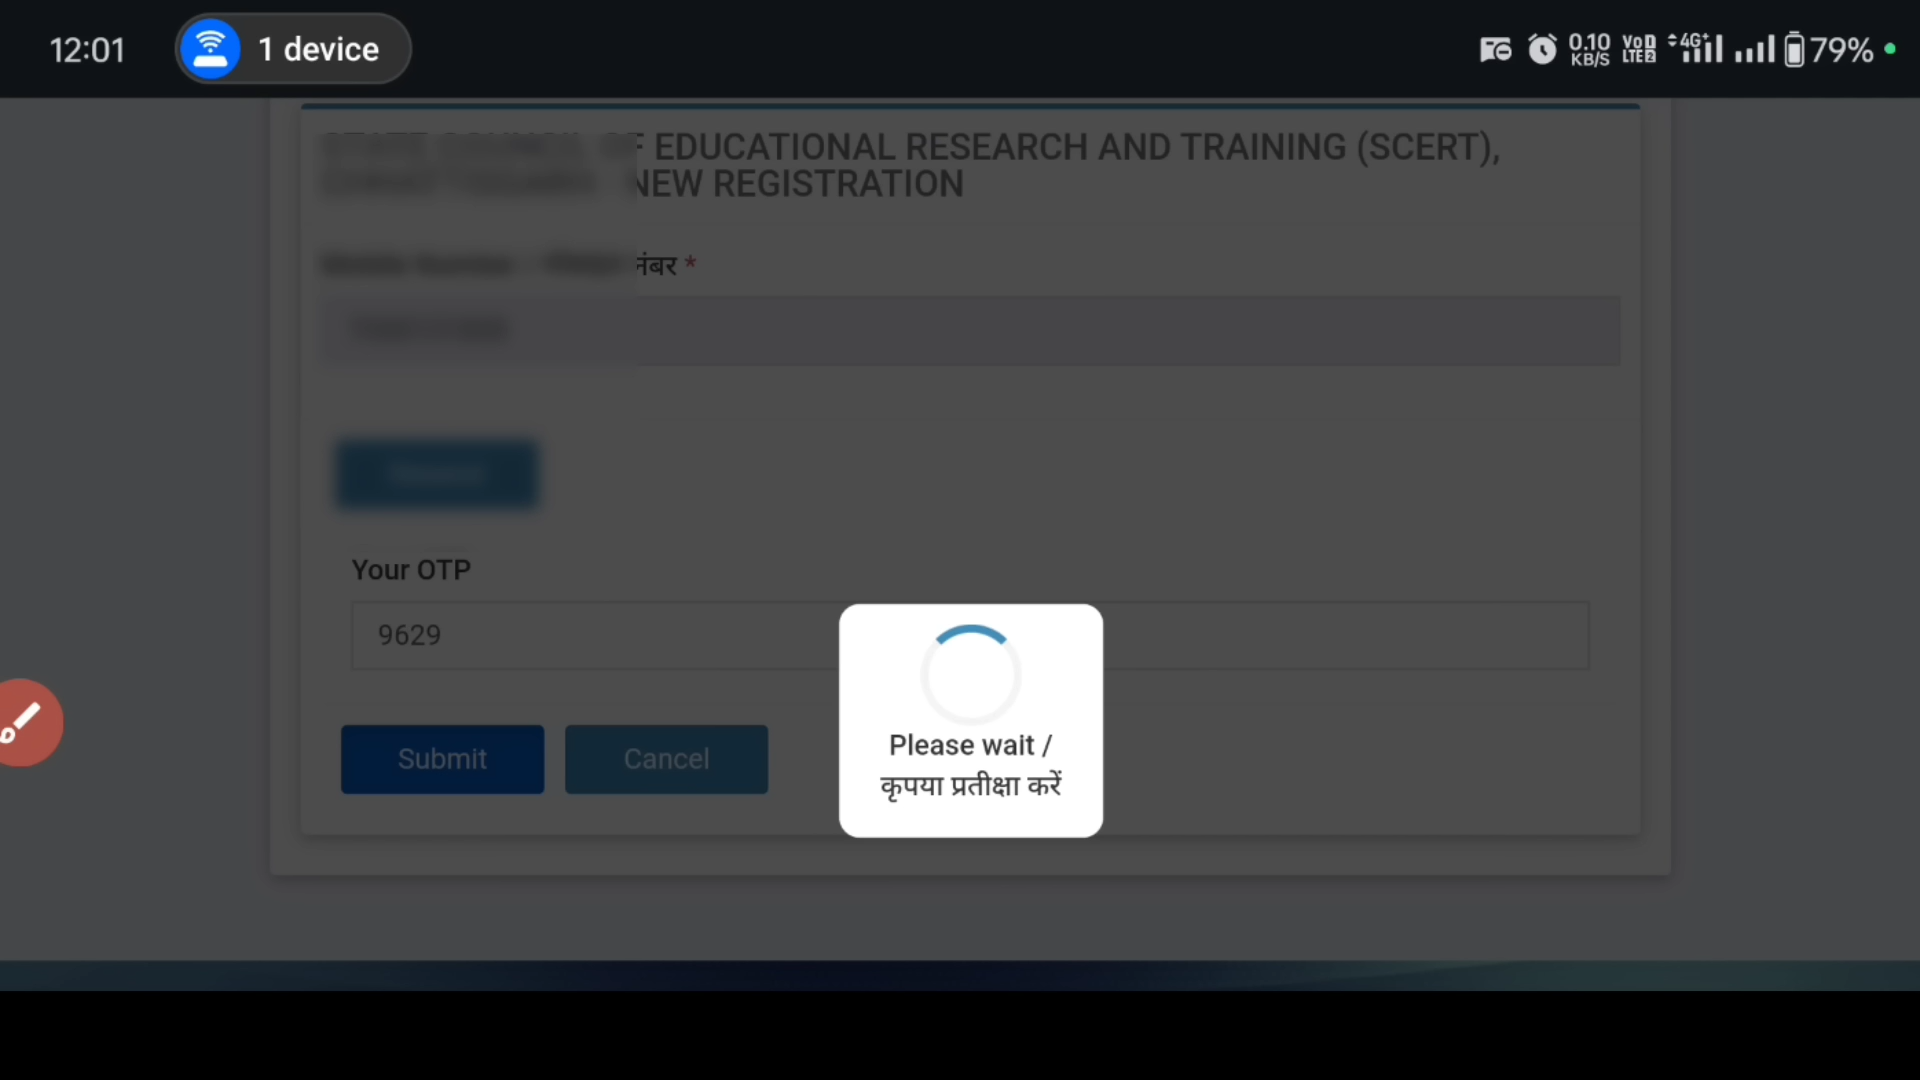 12:01
1 device
0.10
KB/S
VoD
LTE2
4G+
79%
EDUCATIONAL RESEARCH AND TRAINING (SCERT),
NEW REGISTRATION
नंबर *
Your OTP
9629
Submit
Cancel
Please wait /
कृपया प्रतीक्षा करें